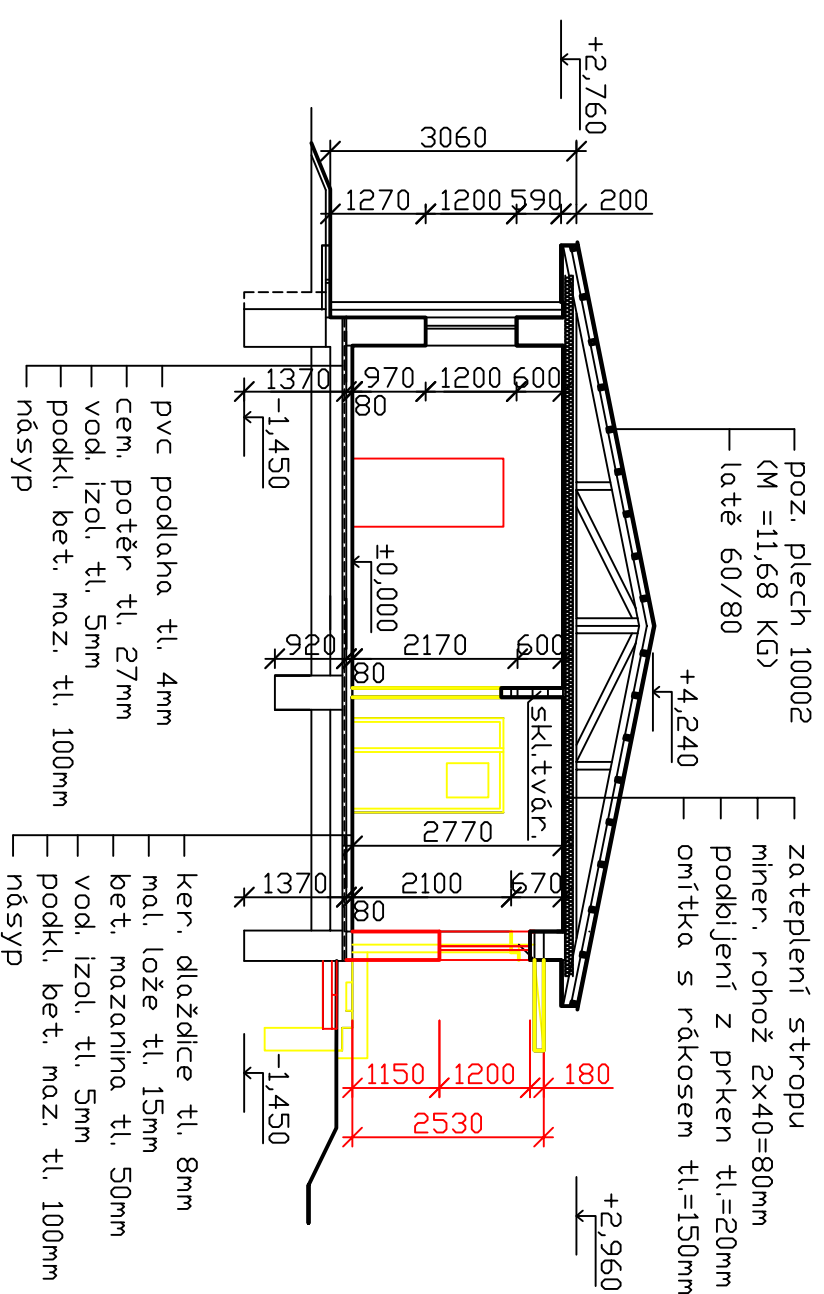 +2,760
3060
1270
1200
590
200
1370
970
1200
600
80
-1,450
±0,000
poz. plech 10002
(M =11,68 KG)
latě 60/80
+4,240
920
2170
600
80
skl.tvár.
2770
1370
2100
670
80
-1,450
1150
1200
180
2530
+2,960
zateplení stropu
miner. rohož 2x40=80mm
podbijení z prken tl.=20mm
omítka s rákosem tl.=150mm
pvc podlaha tl. 4mm
cem. potěr tl. 27mm
vod. izol. tl. 5mm
podkl. bet. maz. tl. 100mm
násyp
ker. dlaždice tl. 8mm
mal. lože tl. 15mm
bet. mazanina tl. 50mm
vod. izol. tl. 5mm
podkl. bet. maz. tl. 100mm
násyp